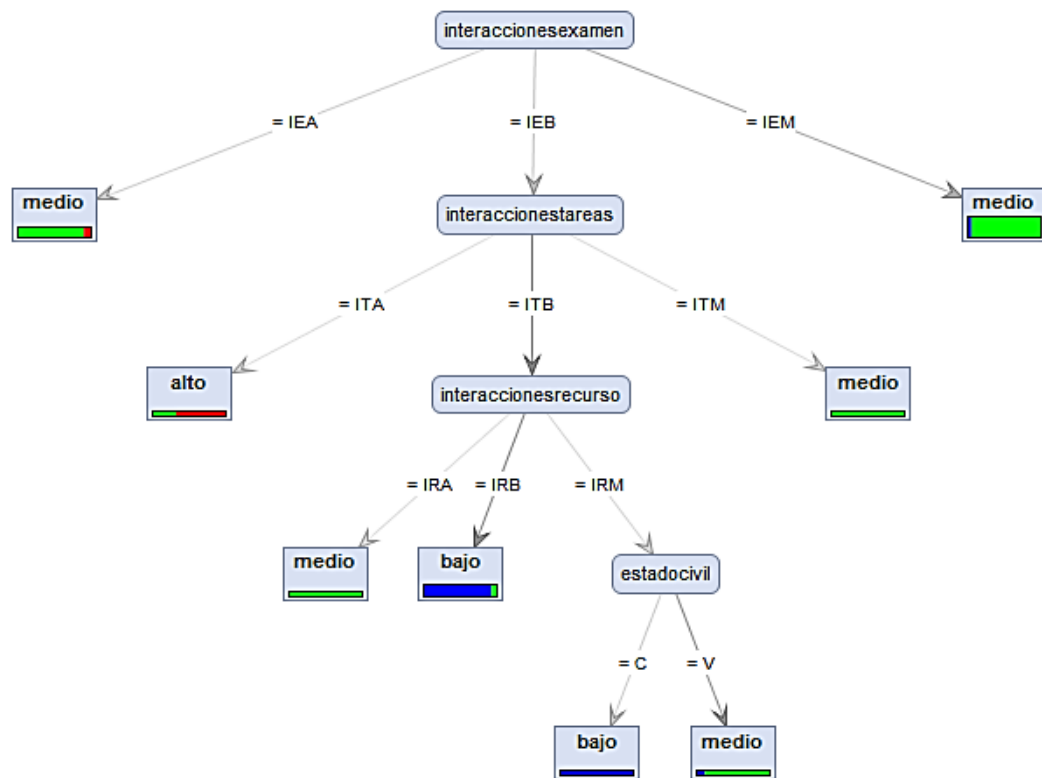 interaccionesexamen
= IEA
= IEB
= IEM
medio
interaccionestareas
medio
= ITA
= ITB
= ITM
alto
interaccionesrecurso
medio
= IRA
= IRB
= IRM
medio
bajo
estadocivil
= C
= V
bajo
medio